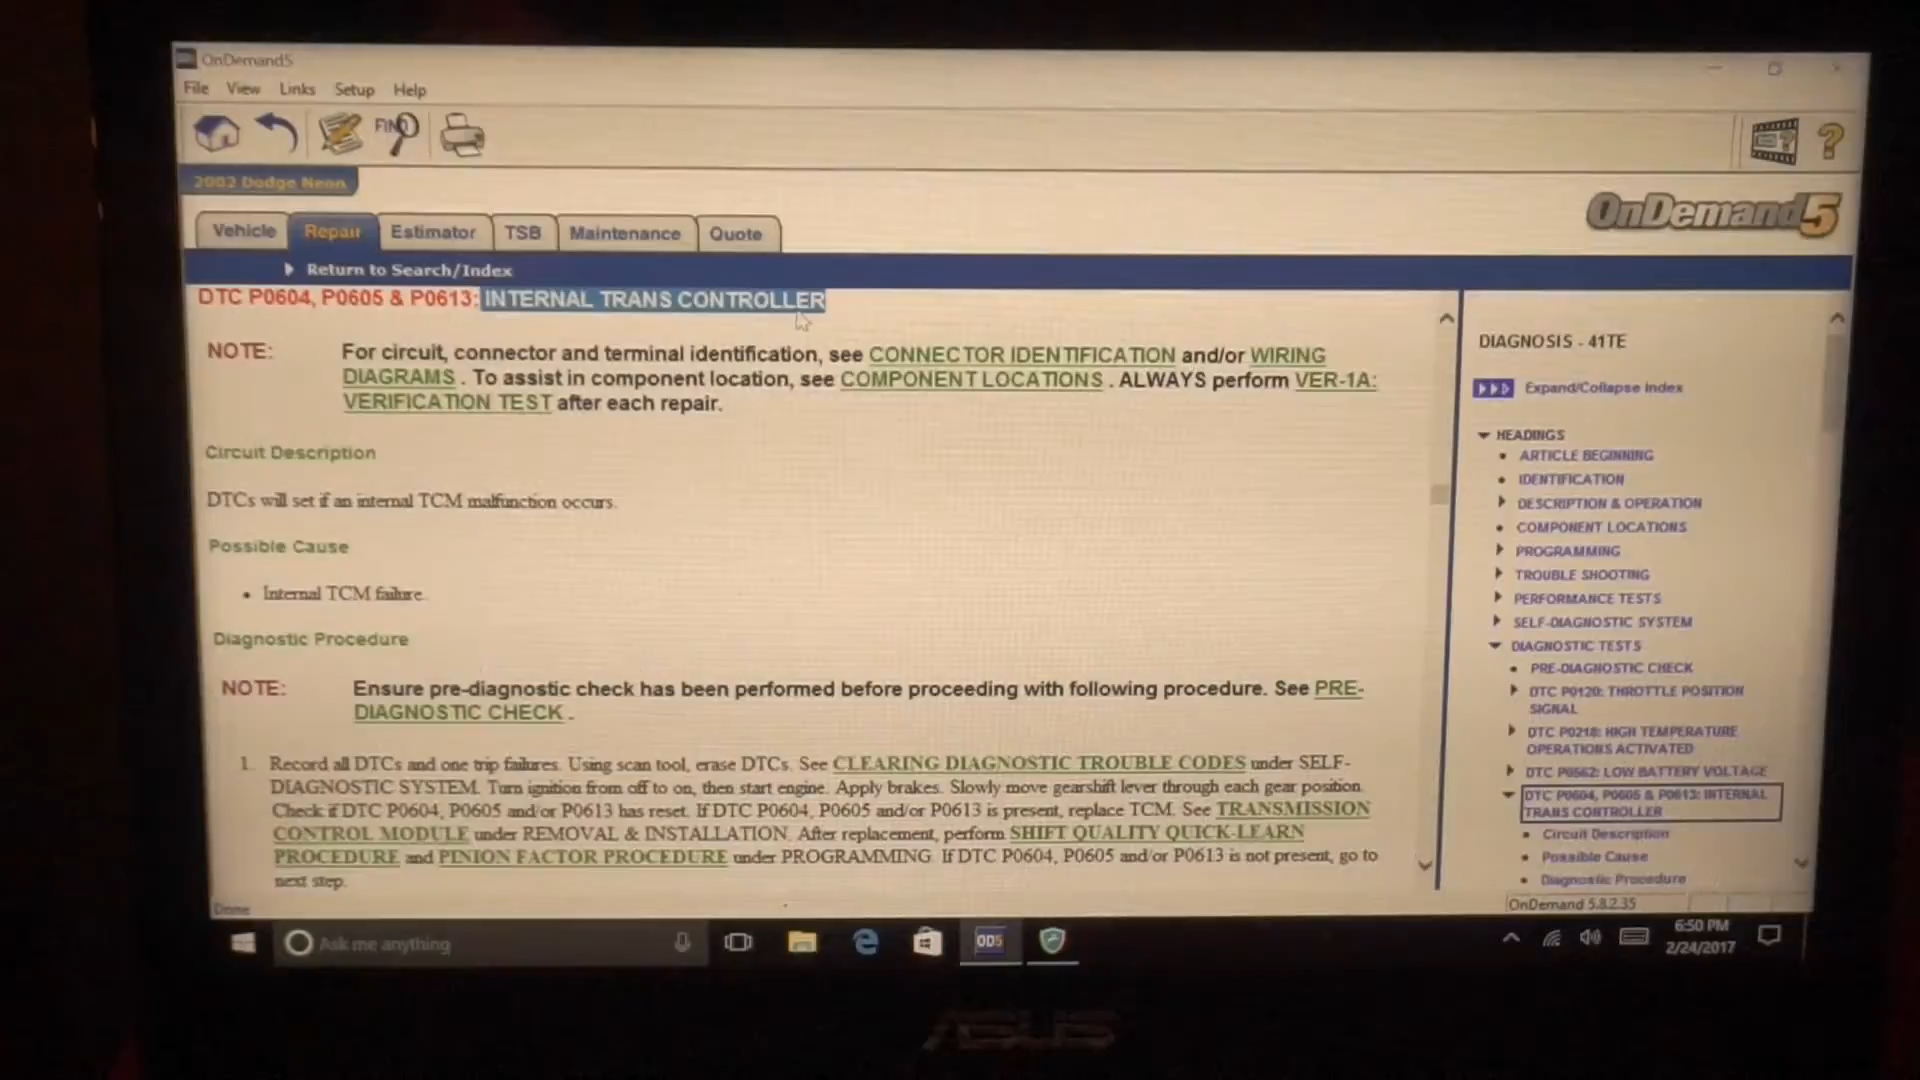 OnDemand5
File View Links Setup Help
FIND
2002 Dodge Neon
OnDemand5
Vehicle Repair Estimator TSB Maintenance Quote
Return to Search/Index
DTC P0604, P0605 & P0613: INTERNAL TRANS CONTROLLER
NOTE: For circuit, connector and terminal identification, see CONNECTOR IDENTIFICATION and/or WIRING
DIAGRAMS . To assist in component location, see COMPONENT LOCATIONS . ALWAYS perform VER-1A:
VERIFICATION TEST after each repair.
Circuit Description
DTCs will set if an internal TCM malfunction occurs.
Possible Cause
• Internal TCM failure.
Diagnostic Procedure
NOTE: Ensure pre-diagnostic check has been performed before proceeding with following procedure. See PRE-
DIAGNOSTIC CHECK .
1. Record all DTCs and one trip failures. Using scan tool, erase DTCs. See CLEARING DIAGNOSTIC TROUBLE CODES under SELF-
DIAGNOSTIC SYSTEM. Turn ignition from off to on, then start engine. Apply brakes. Slowly move gearshift lever through each gear position.
Check if DTC P0604, P0605 and/or P0613 has reset. If DTC P0604, P0605 and/or P0613 is present, replace TCM. See TRANSMISSION
CONTROL MODULE under REMOVAL & INSTALLATION. After replacement, perform SHIFT QUALITY QUICK-LEARN
PROCEDURE and PINION FACTOR PROCEDURE under PROGRAMMING. If DTC P0604, P0605 and/or P0613 is not present, go to
next step.
DIAGNOSIS - 41TE
Expand/Collapse Index
HEADINGS
• ARTICLE BEGINNING
• IDENTIFICATION
DESCRIPTION & OPERATION
• COMPONENT LOCATIONS
PROGRAMMING
TROUBLE SHOOTING
PERFORMANCE TESTS
SELF-DIAGNOSTIC SYSTEM
DIAGNOSTIC TESTS
• PRE-DIAGNOSTIC CHECK
DTC P0120: THROTTLE POSITION
SIGNAL
DTC P0218: HIGH TEMPERATURE
OPERATIONS ACTIVATED
DTC P0562: LOW BATTERY VOLTAGE
DTC P0604, P0605 & P0613: INTERNAL
TRANS CONTROLLER
• Circuit Description
• Possible Cause
• Diagnostic Procedure
Done
OnDemand 5.8.2.35
Ask me anything
OD5
6:50 PM
2/24/2017
ASUS